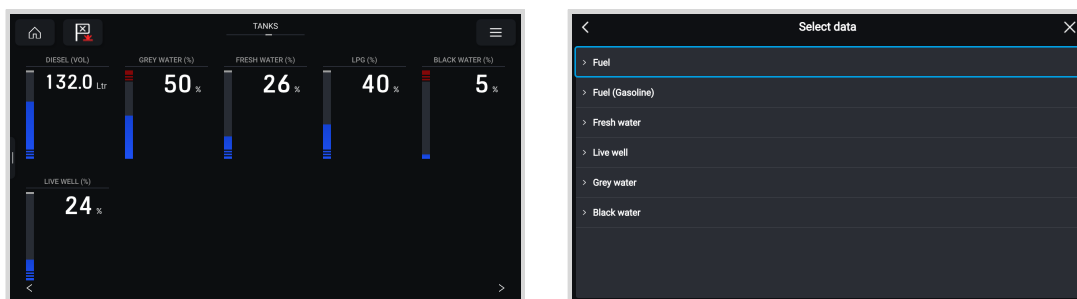 TANKS
DIESEL (VOL)
132.0 Ltr
GREY WATER (%)
50 %
FRESH WATER (%)
26 %
LPG (%)
40 %
BLACK WATER (%)
5 %
LIVE WELL (%)
24 %
Select data
Fuel
Fuel (Gasoline)
Fresh water
Live well
Grey water
Black water